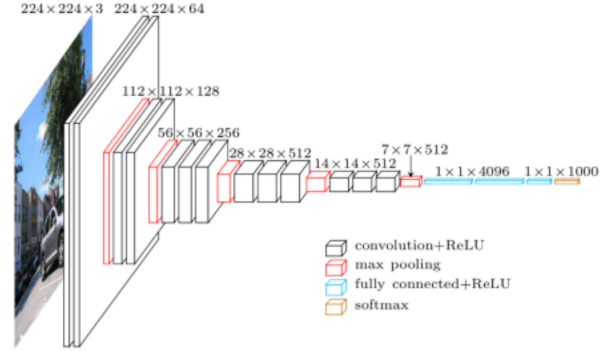 224×224×3
224×224×64
112×112×128
56×56×256
28×28×512
14×14×512
7×7×512
1×1×4096
1×1×1000
convolution+ReLU
max pooling
fully connected+ReLU
softmax